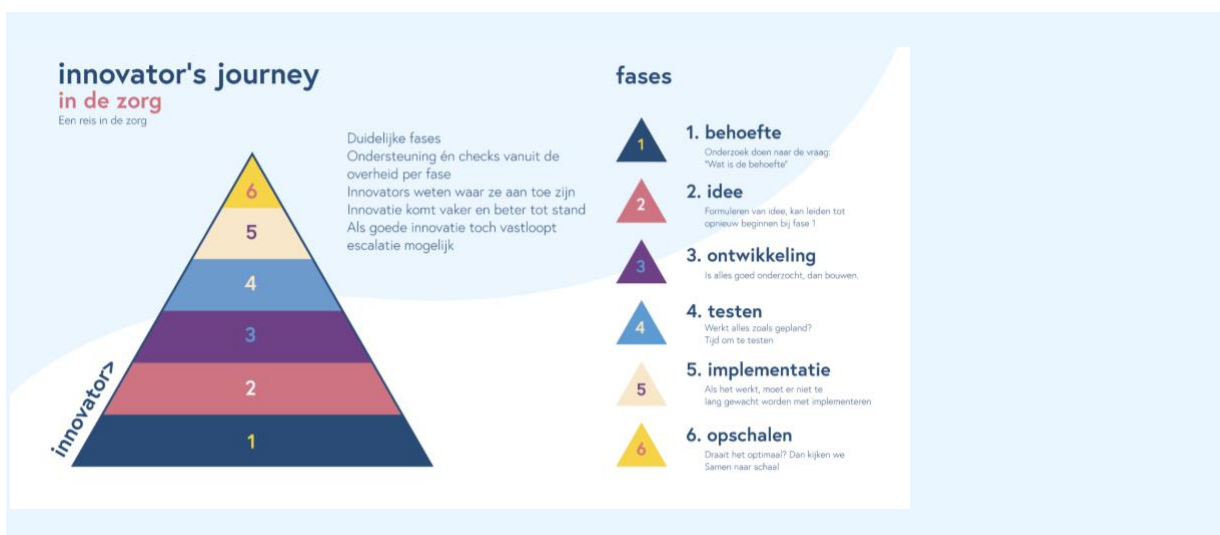 innovator's journey
in de zorg
Een reis in de zorg
Duidelijke fases
Ondersteuning én checks vanuit de
overheid per fase
Innovators weten waar ze aan toe zijn
Innovatie komt vaker en beter tot stand
Als goede innovatie toch vastloopt
escalatie mogelijk
6
5
4
3
2
1
innovator>
fases
1
1. behoefte
Onderzoek doen naar de vraag:
"Wat is de behoefte"
2
2. idee
Formuleren van idee, kan leiden tot
opnieuw beginnen bij fase 1
3
3. ontwikkeling
Is alles goed onderzocht, dan bouwen.
4
4. testen
Werkt alles zoals gepland?
Tijd om te testen
5
5. implementatie
Als het werkt, moet er niet te
lang gewacht worden met implementeren
6
6. opschalen
Draait het optimaal? Dan kijken we
Samen naar schaal